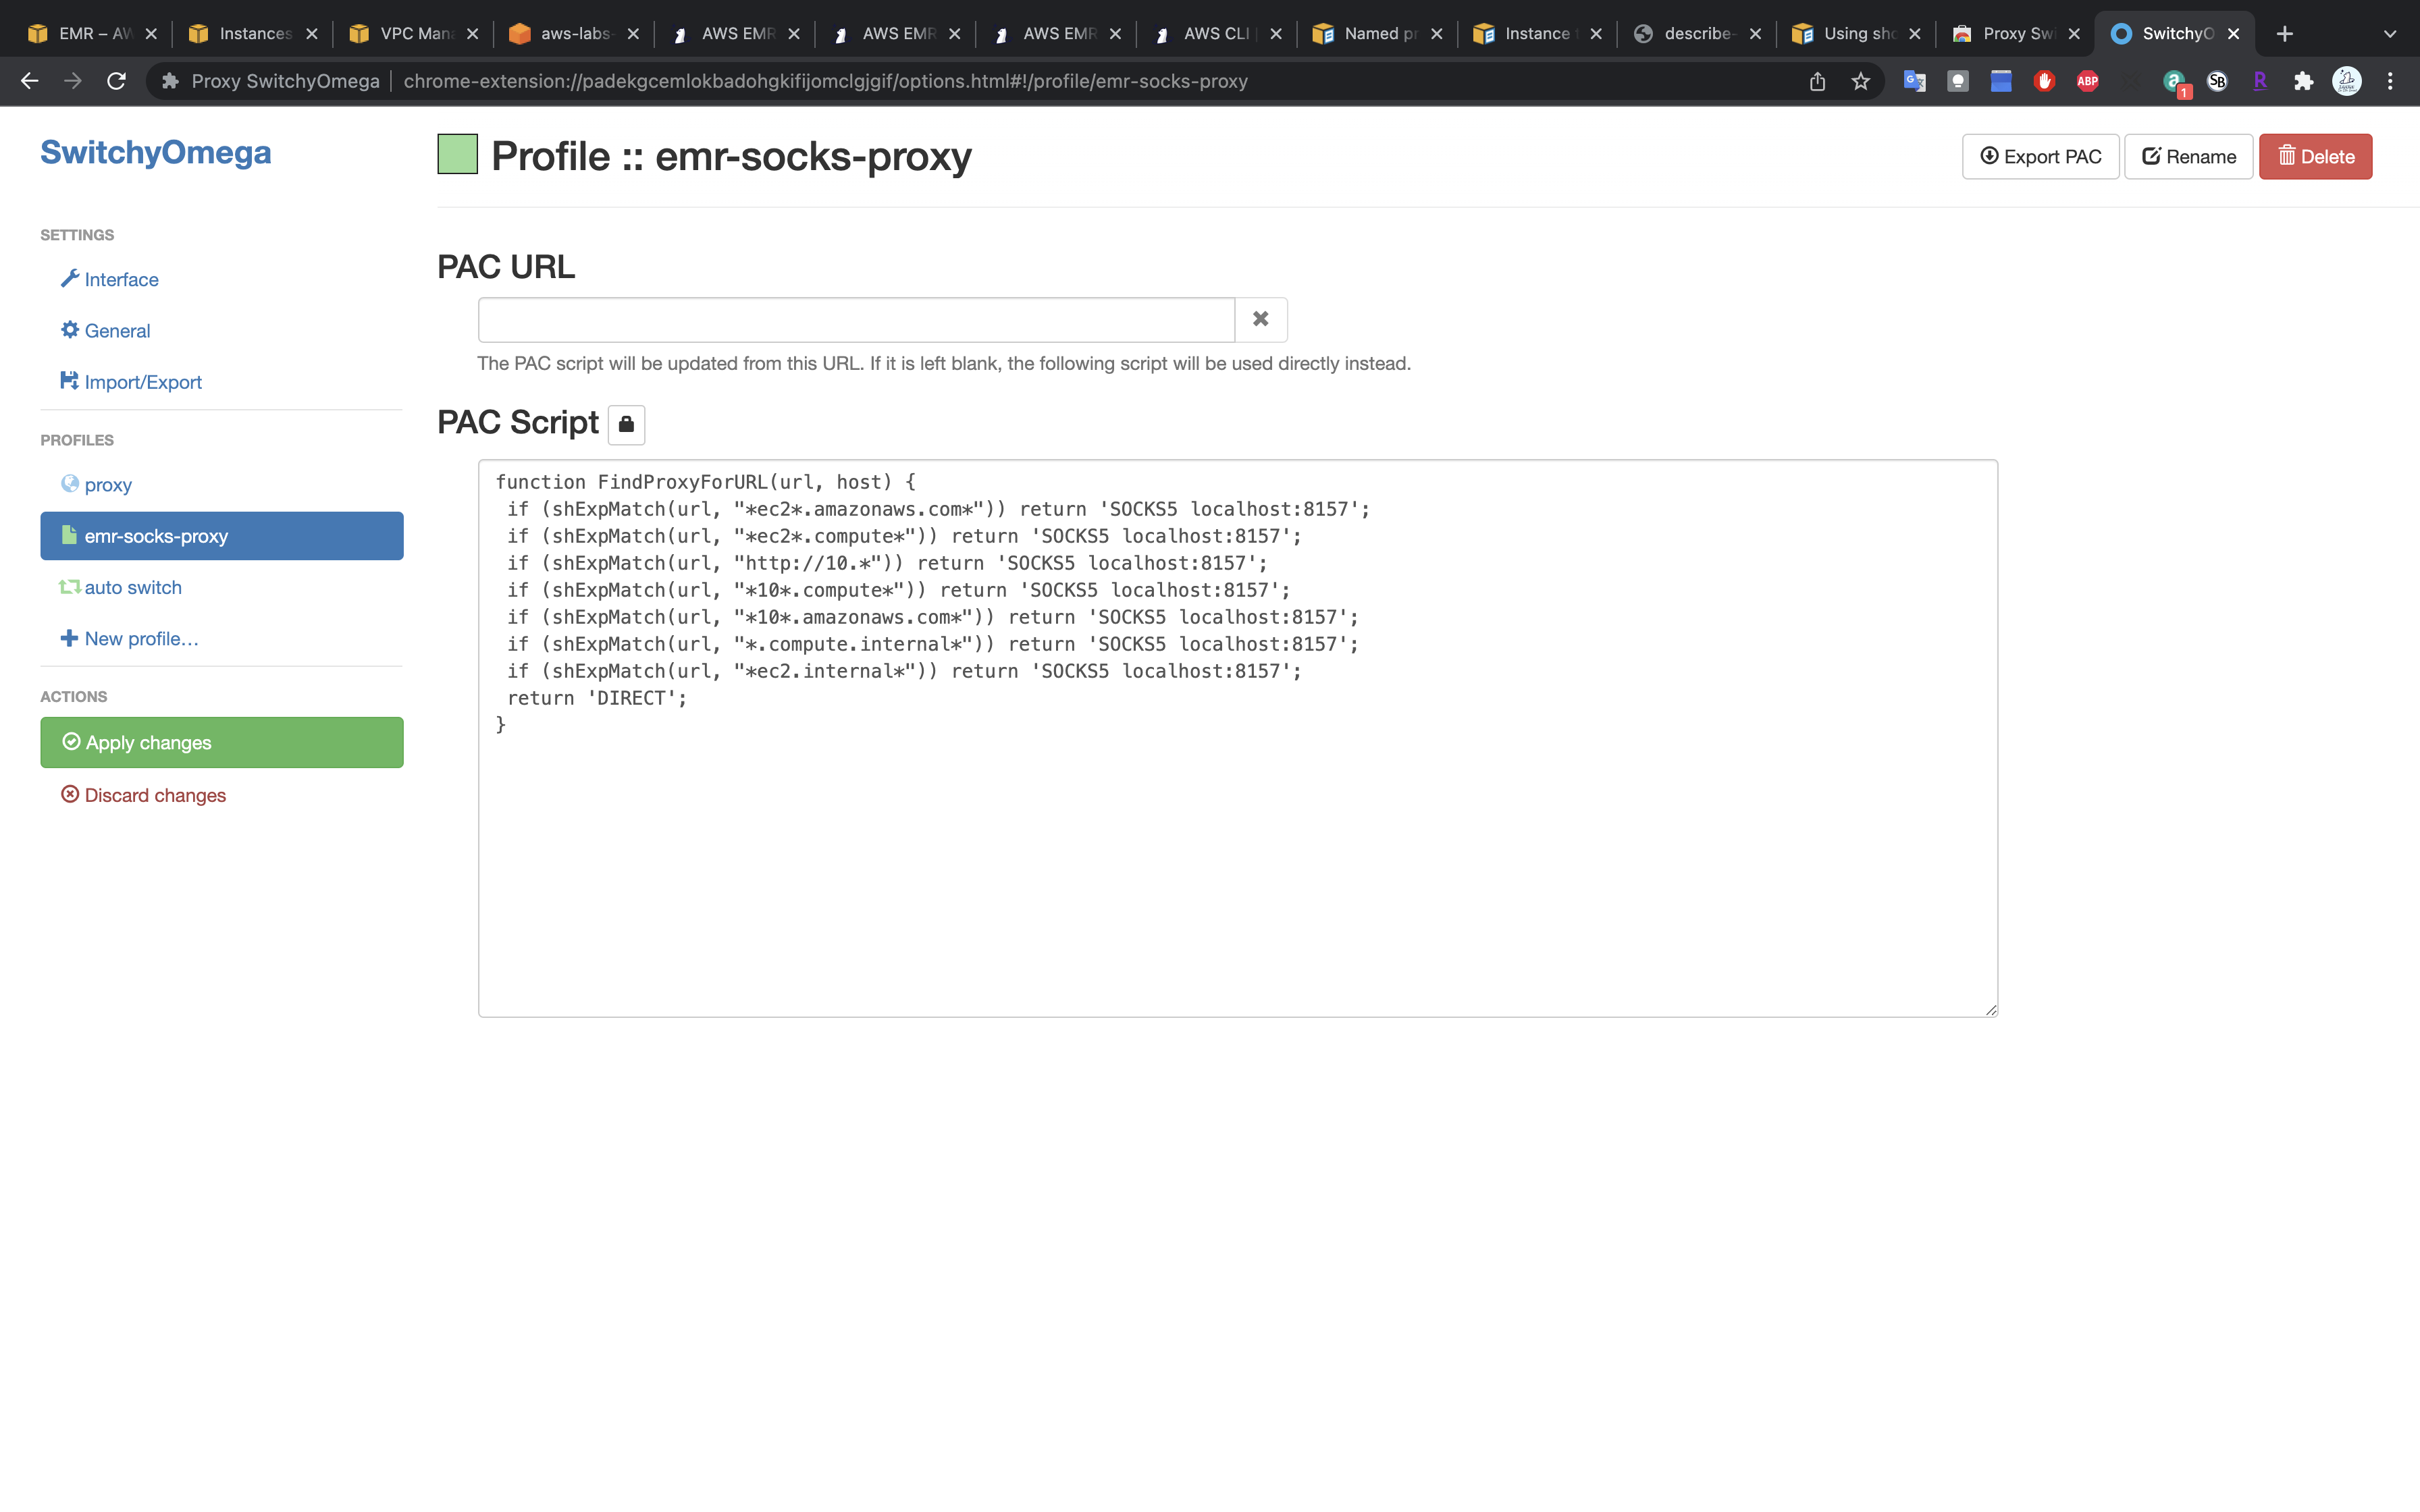 EMR – AW
Instances
VPC Mana
aws-labs-
AWS EMR
AWS EMR
AWS EMR
AWS CLI
Named pr
Instance t
describe-
Using sho
Proxy Swi
SwitchyO
Proxy SwitchyOmega | chrome-extension://padekgcemlokbadohgkifijomclgjgif/options.html#!/profile/emr-socks-proxy
ABP
1
SB
R
SwitchyOmega
Profile :: emr-socks-proxy
Export PAC
Rename
Delete
SETTINGS
Interface
General
Import/Export
PROFILES
proxy
emr-socks-proxy
auto switch
New profile…
ACTIONS
Apply changes
Discard changes
PAC URL
The PAC script will be updated from this URL. If it is left blank, the following script will be used directly instead.
PAC Script
function FindProxyForURL(url, host) {
if (shExpMatch(url, "*ec2*.amazonaws.com*")) return 'SOCKS5 localhost:8157';
if (shExpMatch(url, "*ec2*.compute*")) return 'SOCKS5 localhost:8157';
if (shExpMatch(url, "http://10.*")) return 'SOCKS5 localhost:8157';
if (shExpMatch(url, "*10*.compute*")) return 'SOCKS5 localhost:8157';
if (shExpMatch(url, "*10*.amazonaws.com*")) return 'SOCKS5 localhost:8157';
if (shExpMatch(url, "*.compute.internal*")) return 'SOCKS5 localhost:8157';
if (shExpMatch(url, "*ec2.internal*")) return 'SOCKS5 localhost:8157';
return 'DIRECT';
}